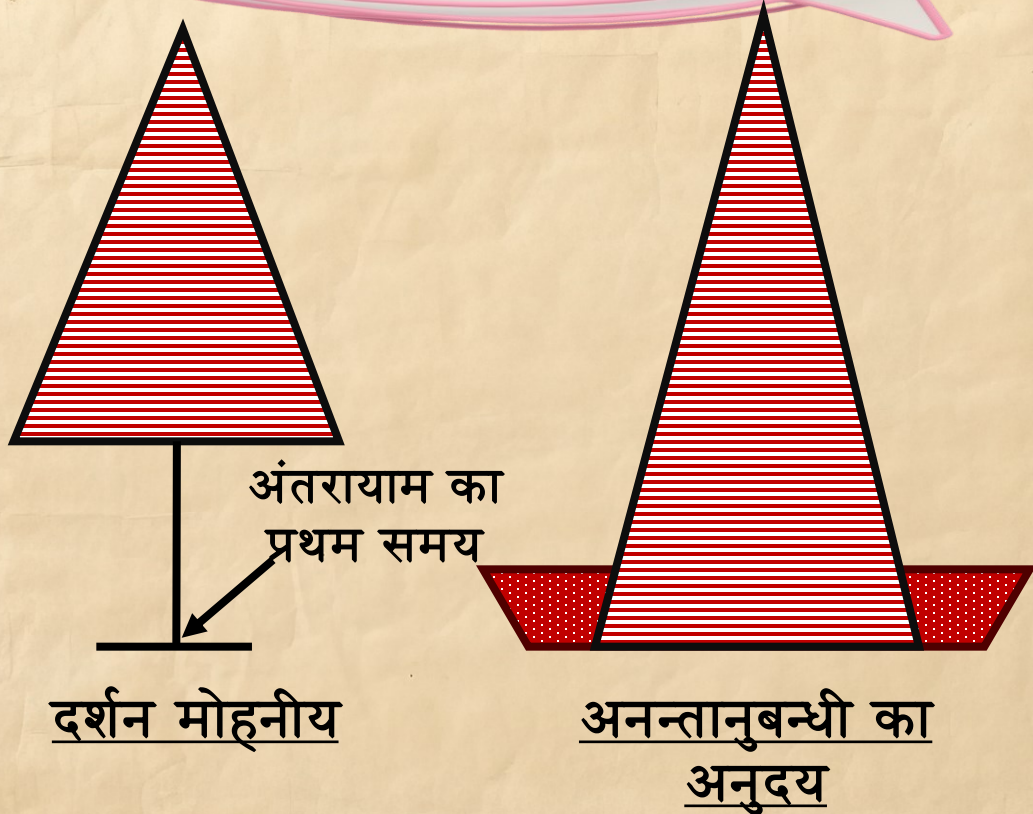 अंतरायाम का
प्रथम समय
दर्शन मोहनीय
अनन्तानुबन्धी का
अनुदय